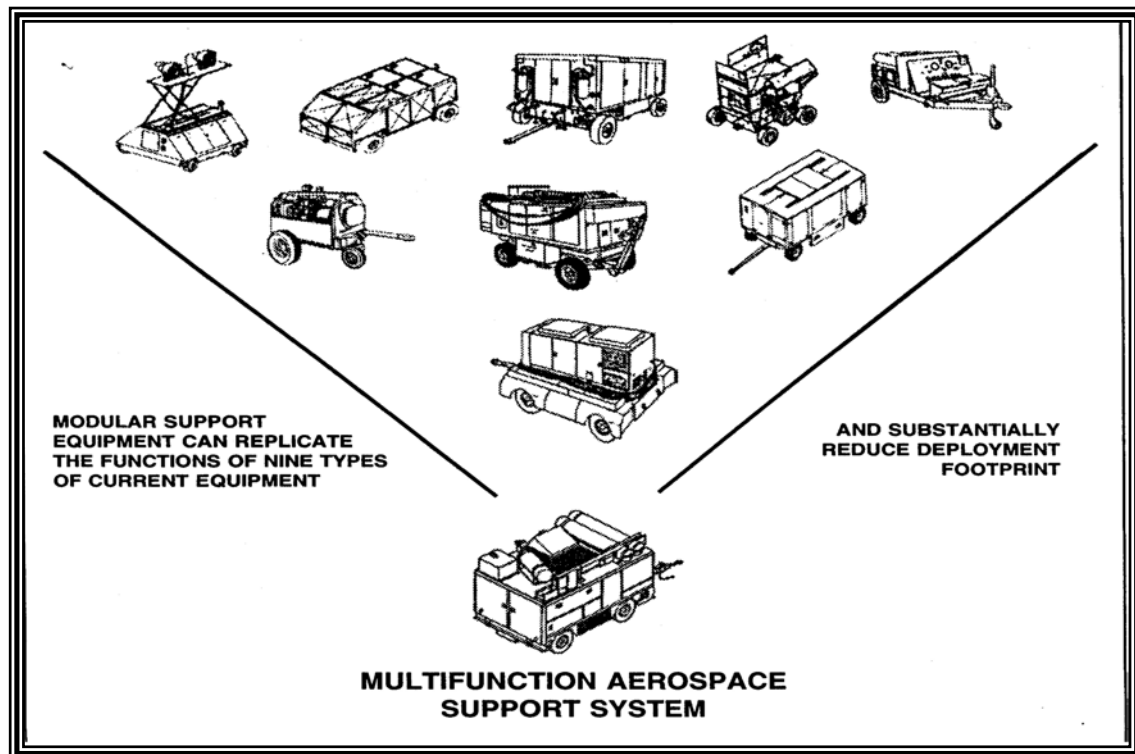 MODULAR SUPPORT
EQUIPMENT CAN REPLICATE
THE FUNCTIONS OF NINE TYPES
OF CURRENT EQUIPMENT
AND SUBSTANTIALLY
REDUCE DEPLOYMENT
FOOTPRINT
MULTIFUNCTION AEROSPACE
SUPPORT SYSTEM